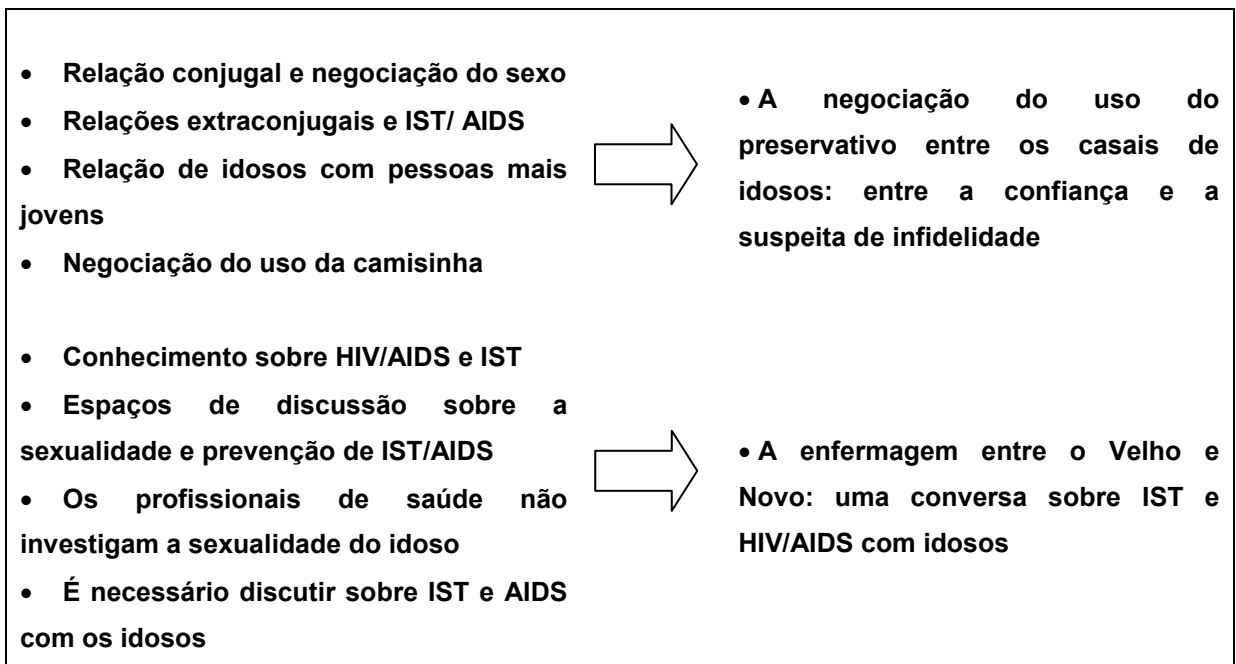 • Relação conjugal e negociação do sexo
• Relações extraconjugais e IST/ AIDS
• Relação de idosos com pessoas mais
jovens
• Negociação do uso da camisinha
• A negociação do uso do
preservativo entre os casais de
idosos: entre a confiança e a
suspeita de infidelidade
• Conhecimento sobre HIV/AIDS e IST
• Espaços de discussão sobre a
sexualidade e prevenção de IST/AIDS
• Os profissionais de saúde não
investigam a sexualidade do idoso
• É necessário discutir sobre IST e AIDS
com os idosos
• A enfermagem entre o Velho e
Novo: uma conversa sobre IST e
HIV/AIDS com idosos